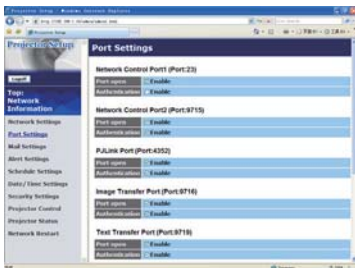 Projector Setup
Logoff
Top:
Network
Information
Network Settings
Port Settings
Mail Settings
Alert Settings
Schedule Settings
Date/Time Settings
Security Settings
Projector Control
Projector Status
Network Restart
Port Settings
Network Control Port1 (Port:23)
Port open Enable
Authentication Enable
Network Control Port2 (Port:9715)
Port open Enable
Authentication Enable
PJLink Port (Port:4352)
Port open Enable
Authentication Enable
Image Transfer Port (Port:9716)
Port open Enable
Authentication Enable
Text Transfer Port (Port:9719)
Port open Enable
Authentication Enable